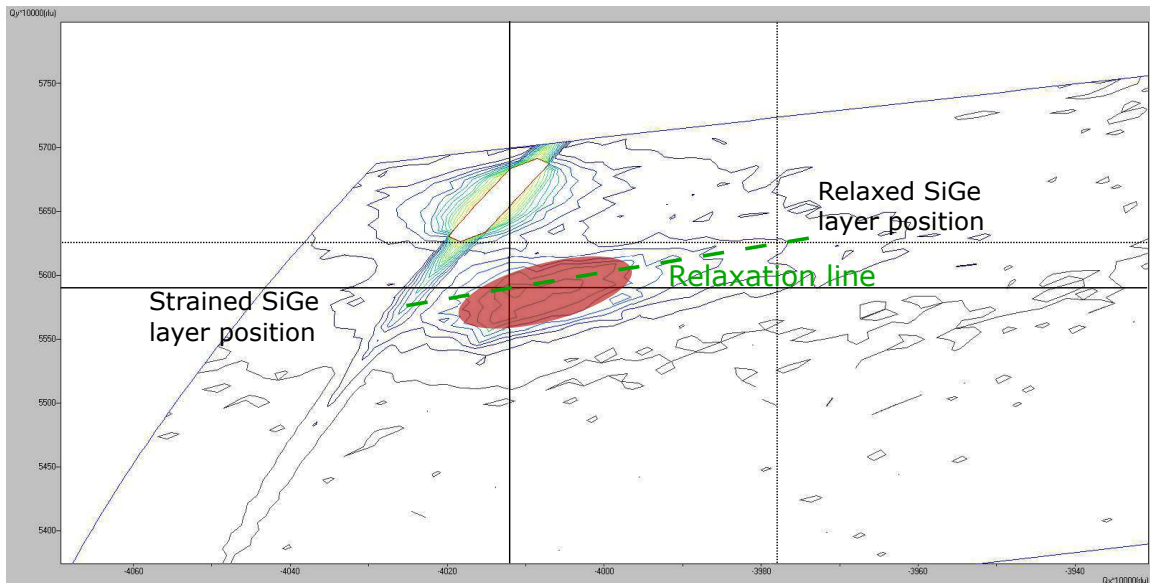 Qy*10000(rlu)
5750
5700
5650
5600
5550
5500
5450
5400
Relaxed SiGe
layer position
Relaxation line
Strained SiGe
layer position
-4060
-4040
-4020
-4000
-3980
-3960
-3940
Qx*10000(rlu)